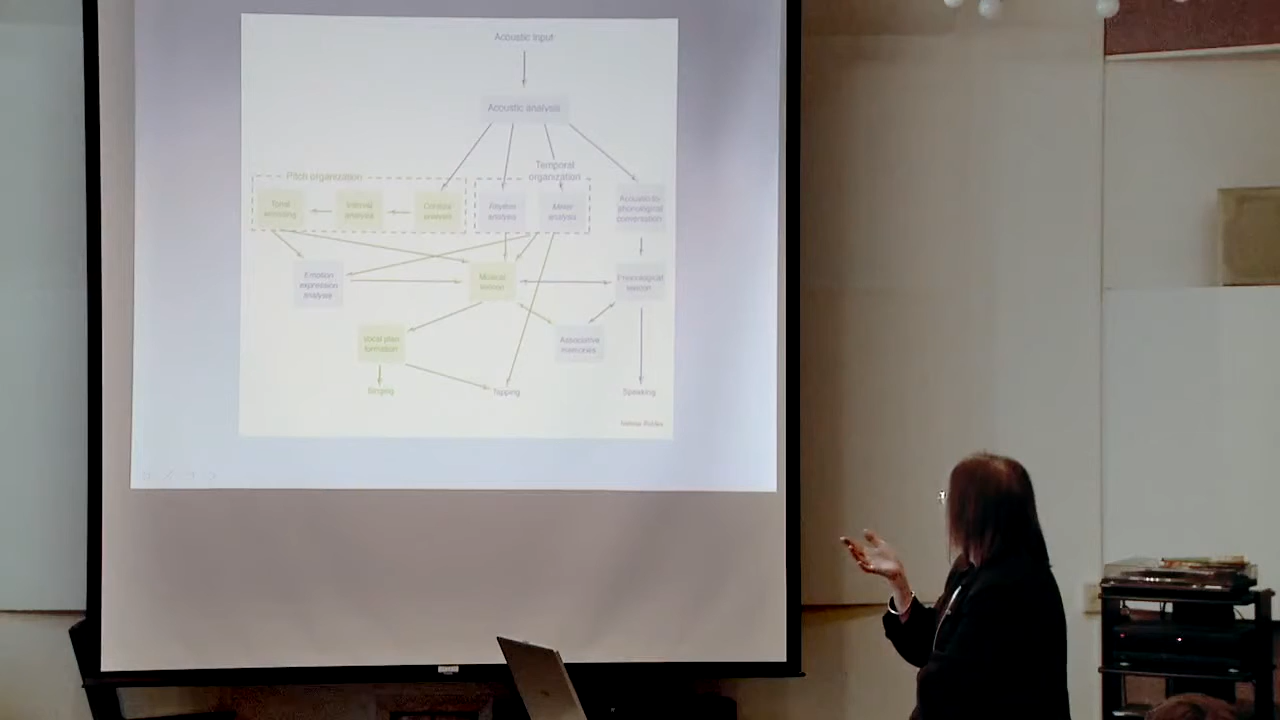 Acoustic input
Acoustic analysis
Pitch organization
Temporal
organization
Tonal
encoding
Interval
analysis
Contour
analysis
Rhythm
analysis
Meter
analysis
Acoustic-to-
phonological
conversion
Emotion
expression
analysis
Musical
lexicon
Phonological
lexicon
Vocal plan
formation
Associative
memories
Singing
Tapping
Speaking